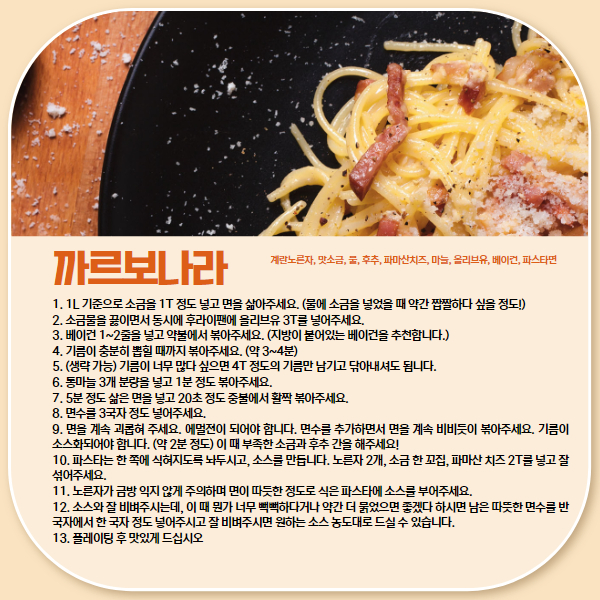 까르보나라
계란노른자, 맛소금, 물, 후추, 파마산치즈, 마늘, 올리브유, 베이컨, 파스타면
1. 1L 기준으로 소금을 1T 정도 넣고 면을 삶아주세요. (물에 소금을 넣었을 때 약간 짭짤하다 싶을 정도!)
2. 소금물을 끓이면서 동시에 후라이팬에 올리브유 3T를 넣어주세요.
3. 베이컨 1~2줄을 넣고 약불에서 볶아주세요. (지방이 붙어있는 베이컨을 추천합니다.)
4. 기름이 충분히 뽑힐 때까지 볶아주세요. (약 3~4분)
5. (생략 가능) 기름이 너무 많다 싶으면 4T 정도의 기름만 남기고 닦아내셔도 됩니다.
6. 통마늘 3개 분량을 넣고 1분 정도 볶아주세요.
7. 5분 정도 삶은 면을 넣고 20초 정도 중불에서 활짝 볶아주세요.
8. 면수를 3국자 정도 넣어주세요.
9. 면을 계속 괴롭혀 주세요. 에멀전이 되어야 합니다. 면수를 추가하면서 면을 계속 비비듯이 볶아주세요. 기름이
소스화되어야 합니다. (약 2분 정도) 이 때 부족한 소금과 후추 간을 해주세요!
10. 파스타는 한 쪽에 식혀지도록 놔두시고, 소스를 만듭니다. 노른자 2개, 소금 한 꼬집, 파마산 치즈 2T를 넣고 잘
섞어주세요.
11. 노른자가 금방 익지 않게 주의하며 면이 따듯한 정도로 식은 파스타에 소스를 부어주세요.
12. 소스와 잘 비벼주시는데, 이 때 뭔가 너무 뻑뻑하다거나 약간 더 묽었으면 좋겠다 하시면 남은 따뜻한 면수를 반
국자에서 한 국자 정도 넣어주시고 잘 비벼주시면 원하는 소스 농도대로 드실 수 있습니다.
13. 플레이팅 후 맛있게 드십시오